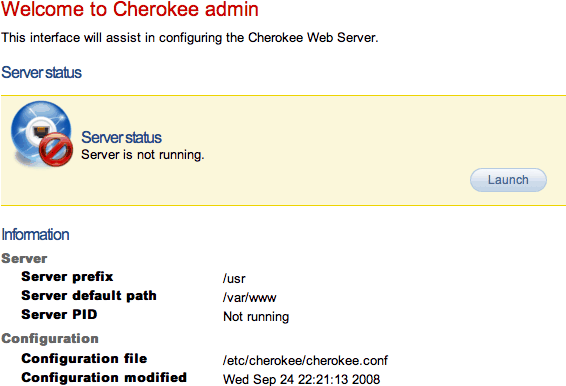 Welcome to Cherokee admin
This interface will assist in configuring the Cherokee Web Server.
Server status
Server status
Server is not running.
Launch
Information
Server
Server prefix /usr
Server default path /var/www
Server PID Not running
Configuration
Configuration file /etc/cherokee/cherokee.conf
Configuration modified Wed Sep 24 22:21:13 2008